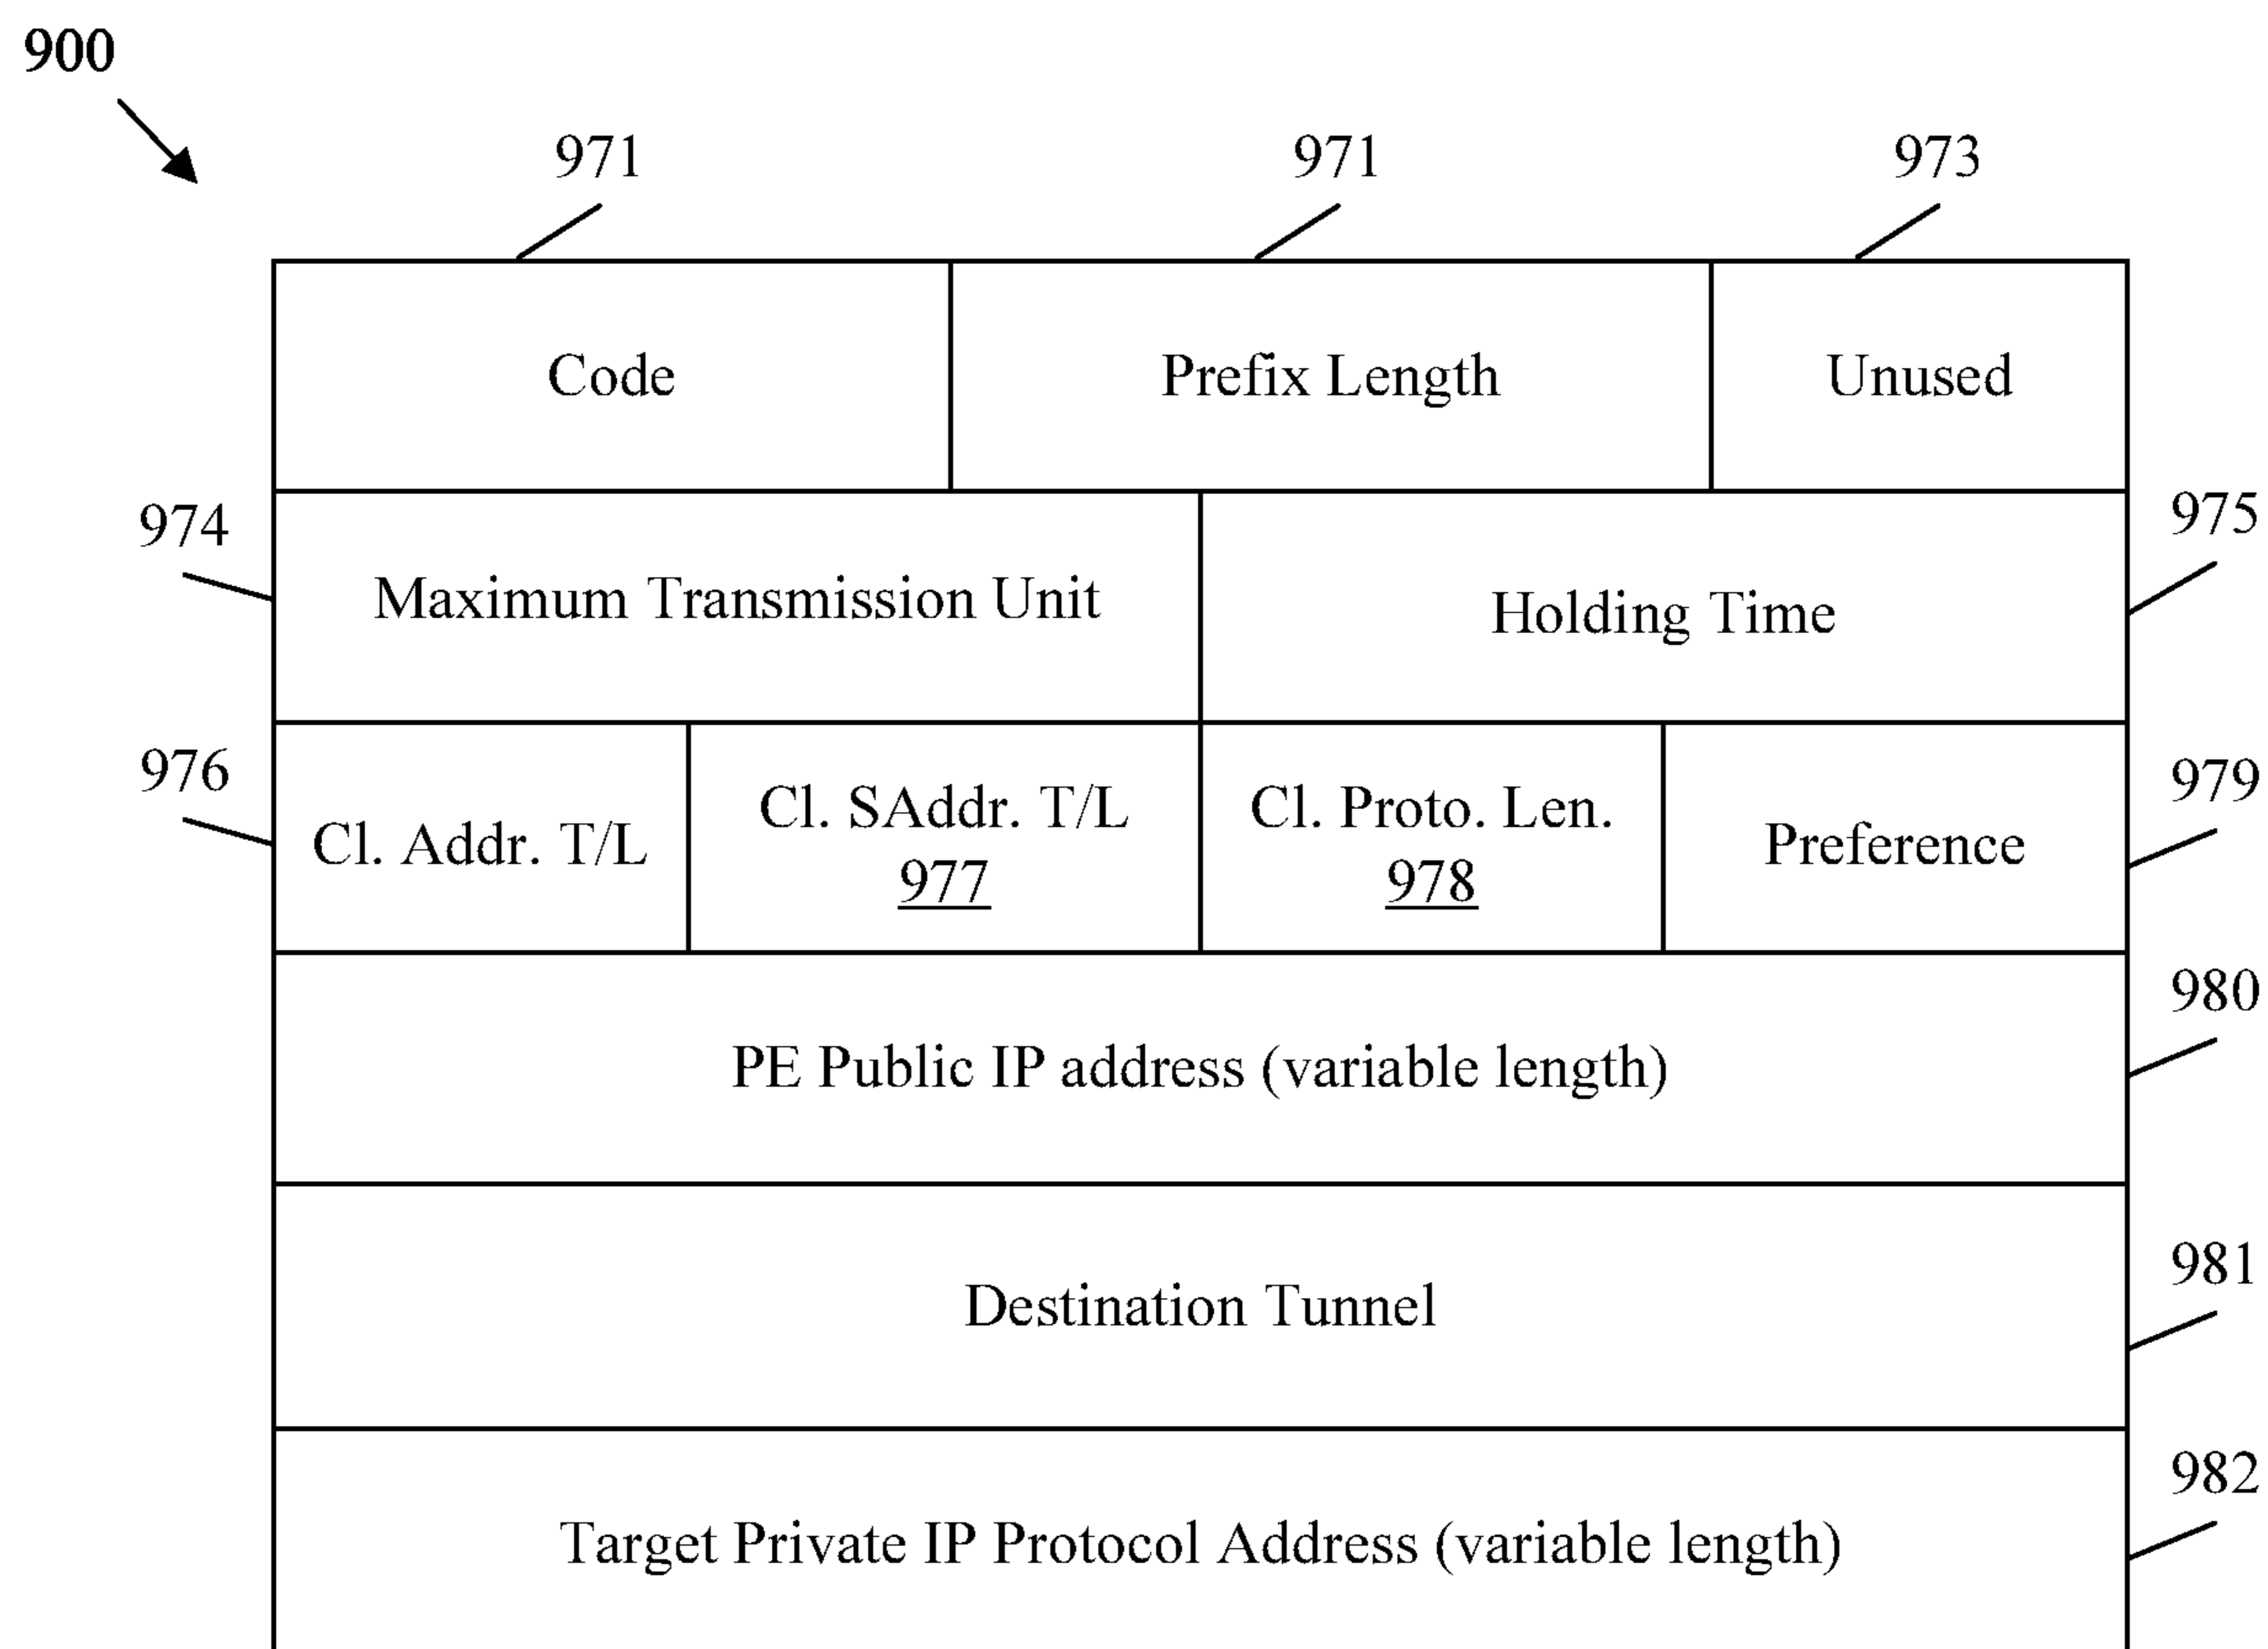 900
971
971
973
Code
Prefix Length
Unused
974
Maximum Transmission Unit
Holding Time
975
976
Cl. Addr. T/L
Cl. SAddr. T/L
977
Cl. Proto. Len.
978
Preference
979
PE Public IP address (variable length)
980
Destination Tunnel
981
Target Private IP Protocol Address (variable length)
982